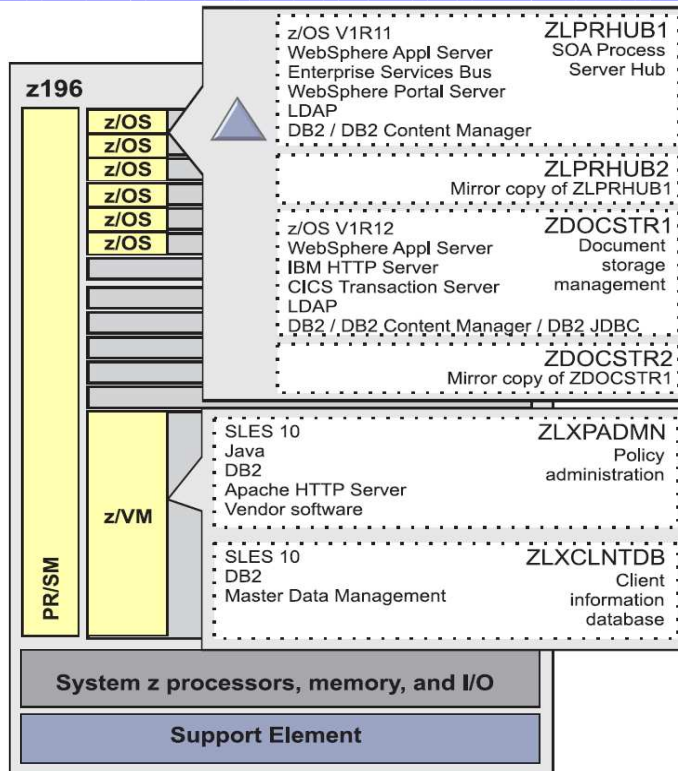 z/OS V1R11
WebSphere Appl Server
Enterprise Services Bus
WebSphere Portal Server
LDAP
DB2 / DB2 Content Manager
ZLPRHUB1
SOA Process
Server Hub
ZLPRHUB2
Mirror copy of ZLPRHUB1
z/OS V1R12
WebSphere Appl Server
IBM HTTP Server
CICS Transaction Server
LDAP
DB2 / DB2 Content Manager / DB2 JDBC
ZDOCSTR1
Document
storage
management
ZDOCSTR2
Mirror copy of ZDOCSTR1
z196
PR/SM
z/OS
z/OS
z/OS
z/OS
z/OS
z/OS
z/VM
SLES 10
Java
DB2
Apache HTTP Server
Vendor software
ZLXPADMN
Policy
administration
SLES 10
DB2
Master Data Management
ZLXCLNTDB
Client
information
database
System z processors, memory, and I/O
Support Element